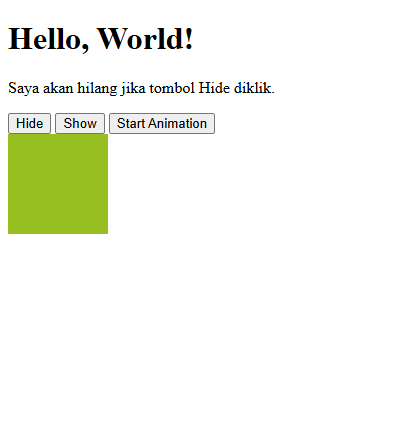 Hello, World!
Saya akan hilang jika tombol Hide diklik.
Hide Show Start Animation